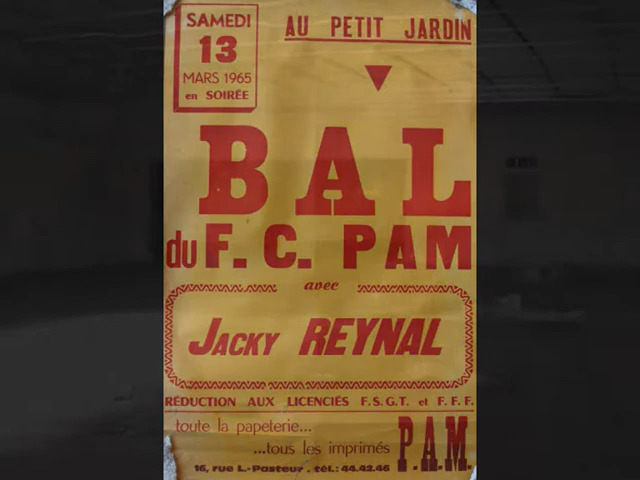 SAMEDI
13
MARS 1965
en SOIRÉE
AU PETIT JARDIN
BAL
du F. C. PAM
avec
JACKY REYNAL
RÉDUCTION AUX LICENCIÉS F.S.G.T. et F.F.F.
toute la papeterie...
...tous les imprimés P.A.M.
16, rue L.-Pasteur. tél.: 44.42.46